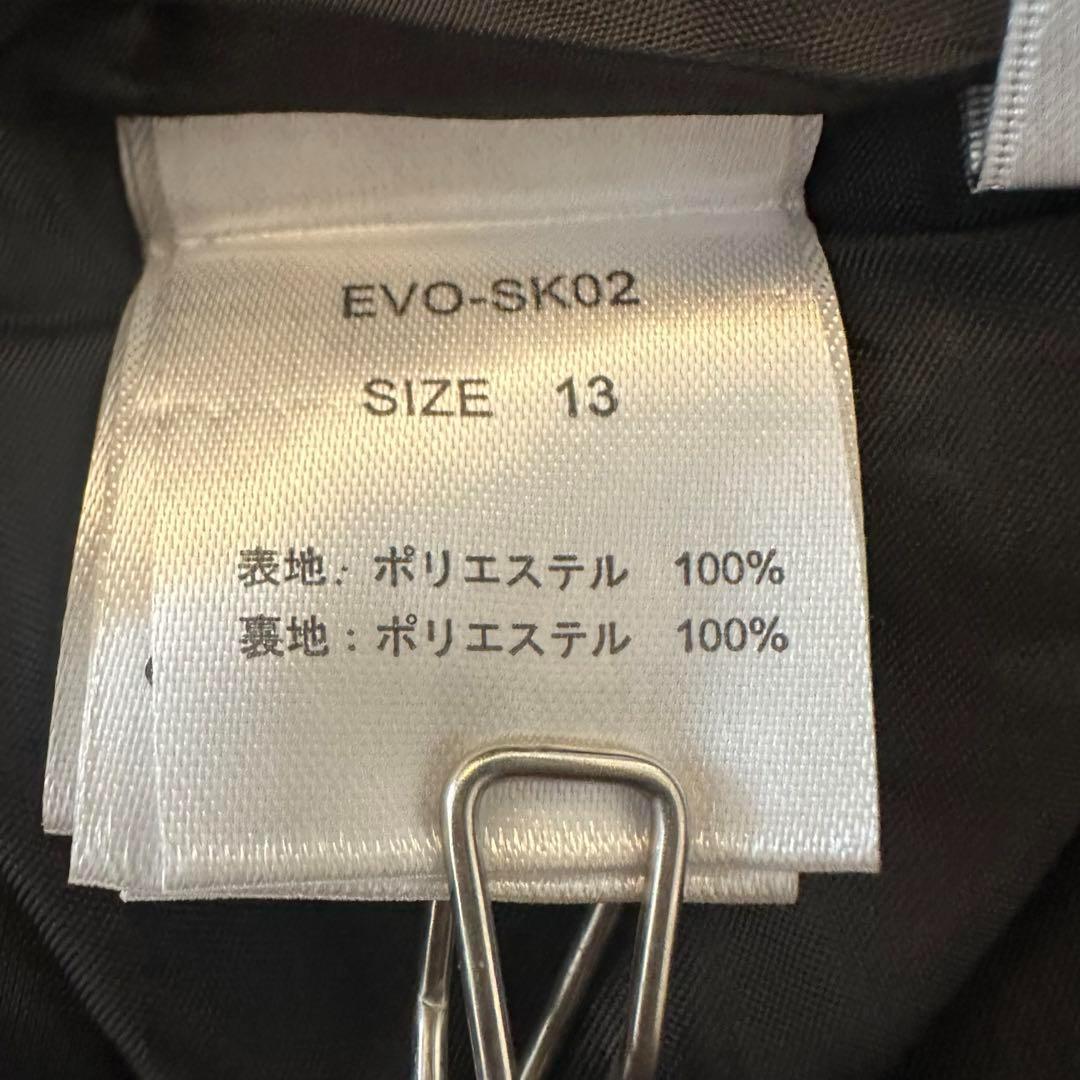 EVO-SK02
SIZE 13
表地: ポリエステル 100%
裏地: ポリエステル 100%